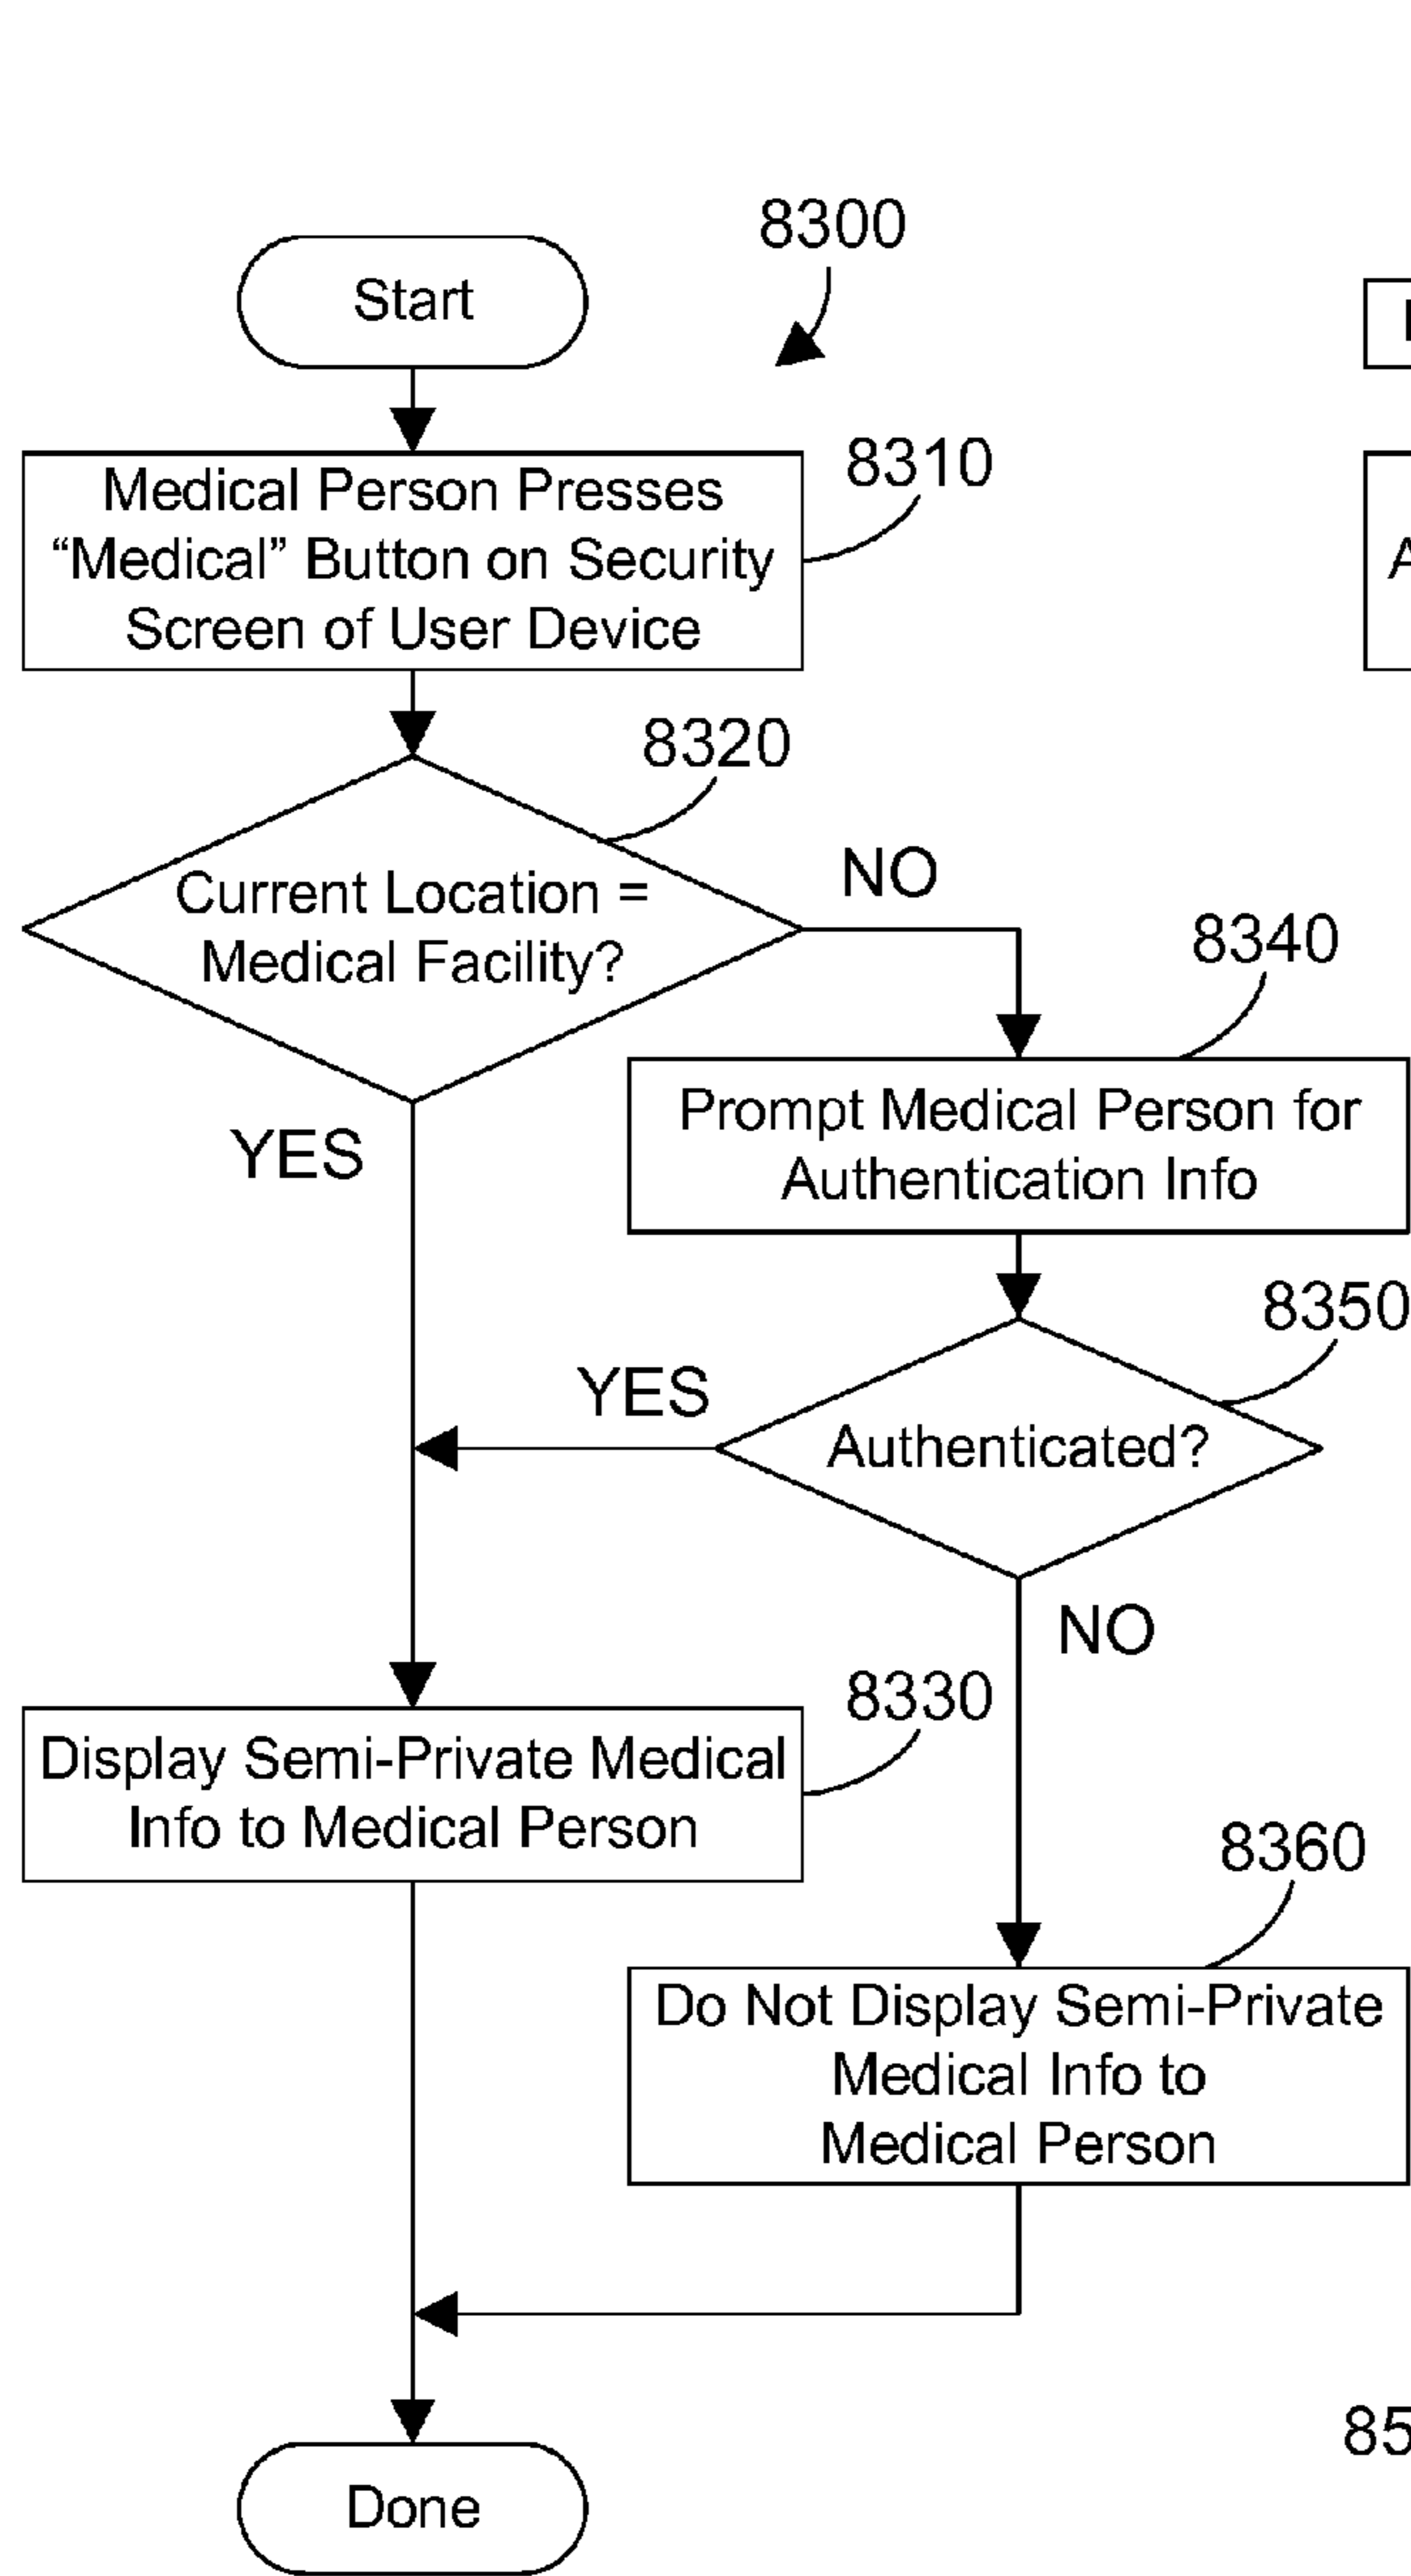 8300
Start
8310
Medical Person Presses
“Medical” Button on Security
Screen of User Device
8320
Current Location =
Medical Facility?
NO
YES
8340
Prompt Medical Person for
Authentication Info
8350
Authenticated?
YES
NO
8330
Display Semi-Private Medical
Info to Medical Person
8360
Do Not Display Semi-Private
Medical Info to
Medical Person
Done